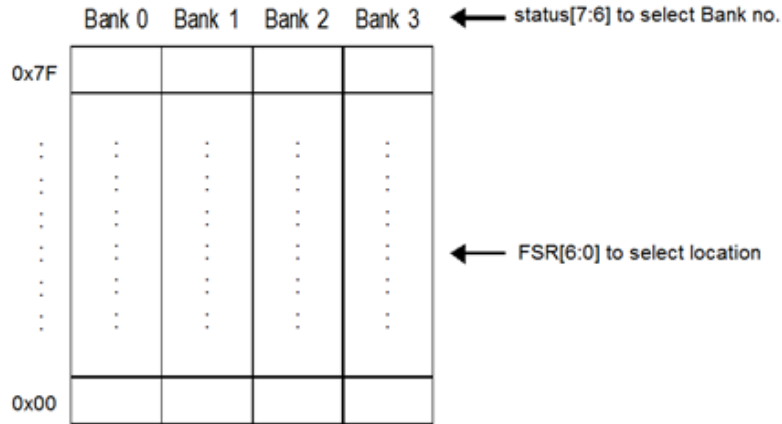 Bank 0 Bank 1 Bank 2 Bank 3 status[7:6] to select Bank no.
0x7F
FSR[6:0] to select location
0x00